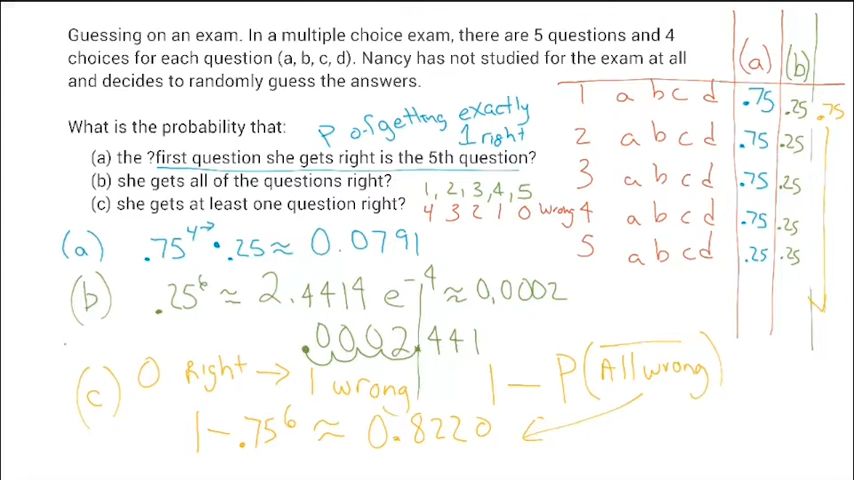 Guessing on an exam. In a multiple choice exam, there are 5 questions and 4
choices for each question (a, b, c, d). Nancy has not studied for the exam at all
and decides to randomly guess the answers.
What is the probability that:
P of getting exactly
1 right
(a) the ?first question she gets right is the 5th question?
(b) she gets all of the questions right?
(c) she gets at least one question right?
1, 2, 3, 4, 5
4 3 2 1 0 wrong
(a) (b)
1 a b c d .75 .25 .75
2 a b c d .75 .25
3 a b c d .75 .25
4 a b c d .75 .25
5 a b c d .25 .25
(a) .75⁴ · .25 ≈ 0.0791
(b) .25⁶ ≈ 2.4414 e⁻⁴ ≈ 0.0002
.0002.441
(c) 0 Right → 1 wrong 1 − P(All wrong)
1 − .75⁶ ≈ 0.8220